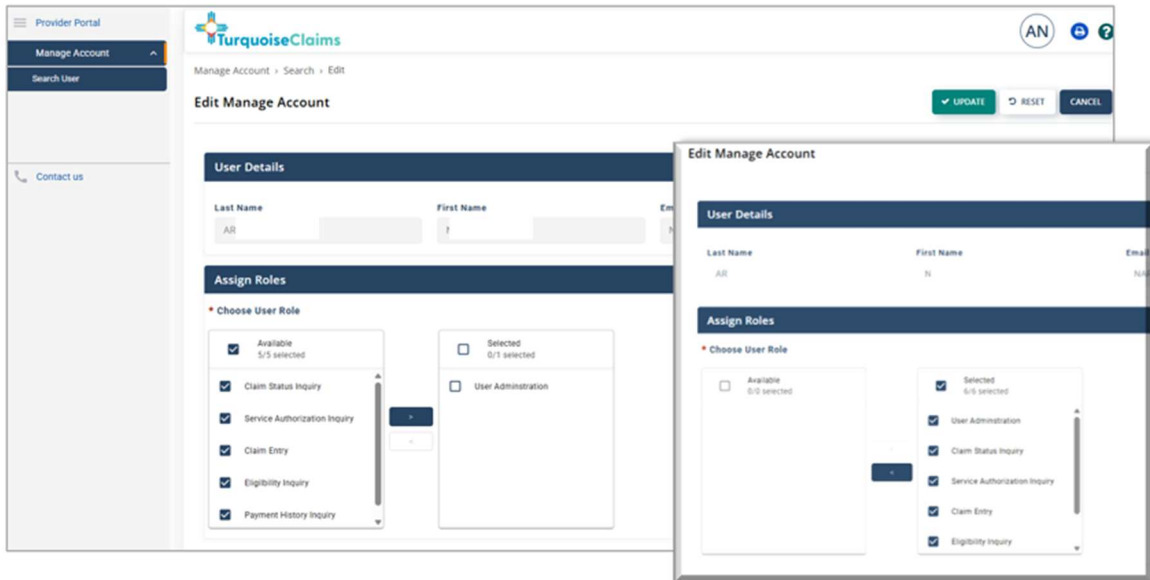 Provider Portal
Manage Account
Search User
Contact us
TurquoiseClaims
AN
Manage Account › Search › Edit
Edit Manage Account
UPDATE
RESET
CANCEL
User Details
Last Name
First Name
Em
AR
N
Assign Roles
* Choose User Role
Available
5/5 selected
Claim Status Inquiry
Service Authorization Inquiry
Claim Entry
Eligibility Inquiry
Payment History Inquiry
>
<
Selected
0/1 selected
User Adminstration
Edit Manage Account
User Details
Last Name
First Name
Email
AR
N
NA
Assign Roles
* Choose User Role
Available
0/0 selected
<
Selected
6/6 selected
User Adminstration
Claim Status Inquiry
Service Authorization Inquiry
Claim Entry
Eligibility Inquiry